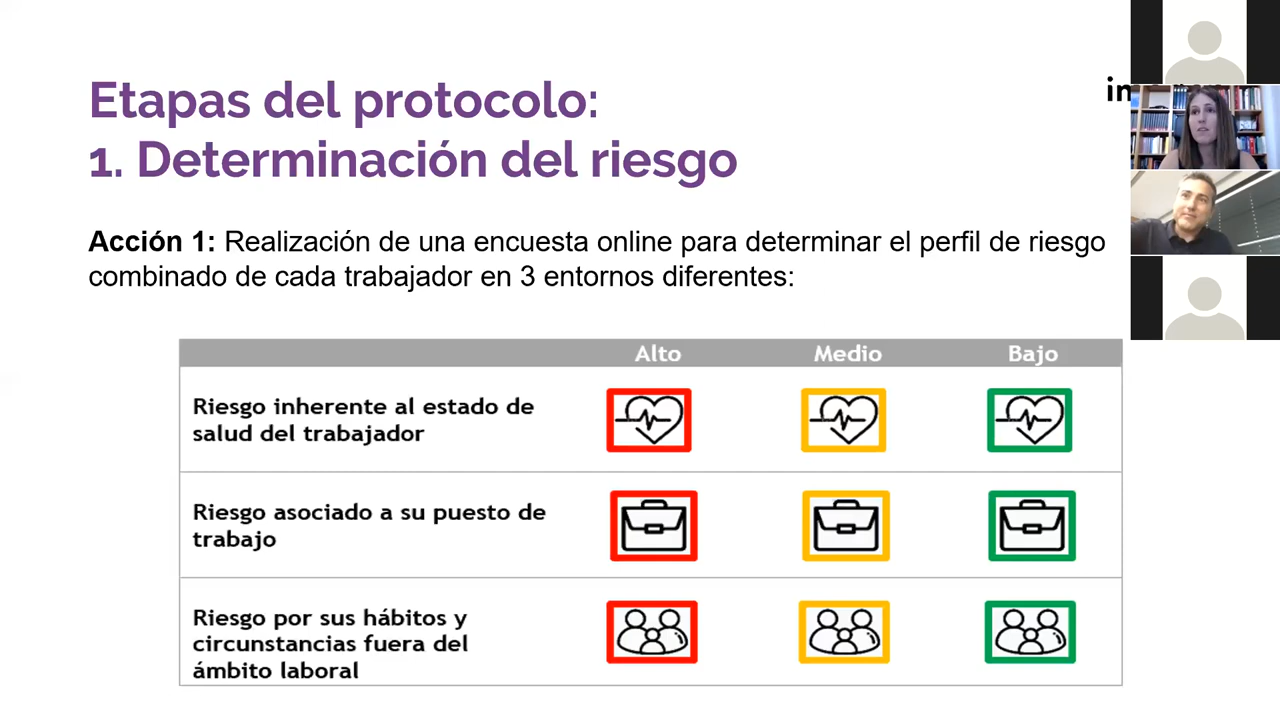 Etapas del protocolo:
1. Determinación del riesgo
Acción 1: Realización de una encuesta online para determinar el perfil de riesgo
combinado de cada trabajador en 3 entornos diferentes:
Alto Medio Bajo
Riesgo inherente al estado de
salud del trabajador
Riesgo asociado a su puesto de
trabajo
Riesgo por sus hábitos y
circunstancias fuera del
ámbito laboral